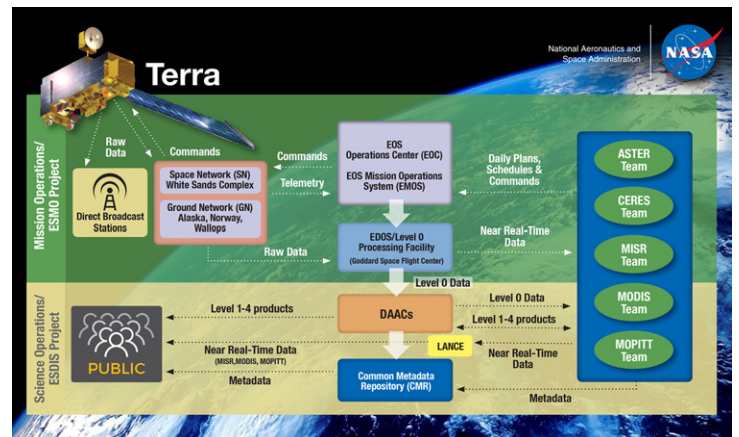 National Aeronautics and
Space Administration
NASA
Terra
Mission Operations/
ESMO Project
Raw
Data
Commands
Direct Broadcast
Stations
Space Network (SN)
White Sands Complex
Ground Network (GN)
Alaska, Norway,
Wallops
Commands
Telemetry
Raw Data
EOS
Operations Center (EOC)
EOS Mission Operations
System (EMOS)
EDOS/Level 0
Processing Facility
(Goddard Space Flight Center)
Daily Plans,
Schedules &
Commands
Near Real-Time
Data
Level 0 Data
ASTER
Team
CERES
Team
MISR
Team
MODIS
Team
MOPITT
Team
Science Operations/
ESDIS Project
PUBLIC
Level 1-4 products
DAACs
Level 0 Data
Level 1-4 products
LANCE
Near Real-Time Data
(MISR,MODIS, MOPITT)
Near Real-Time
Data
Metadata
Common Metadata
Repository (CMR)
Metadata